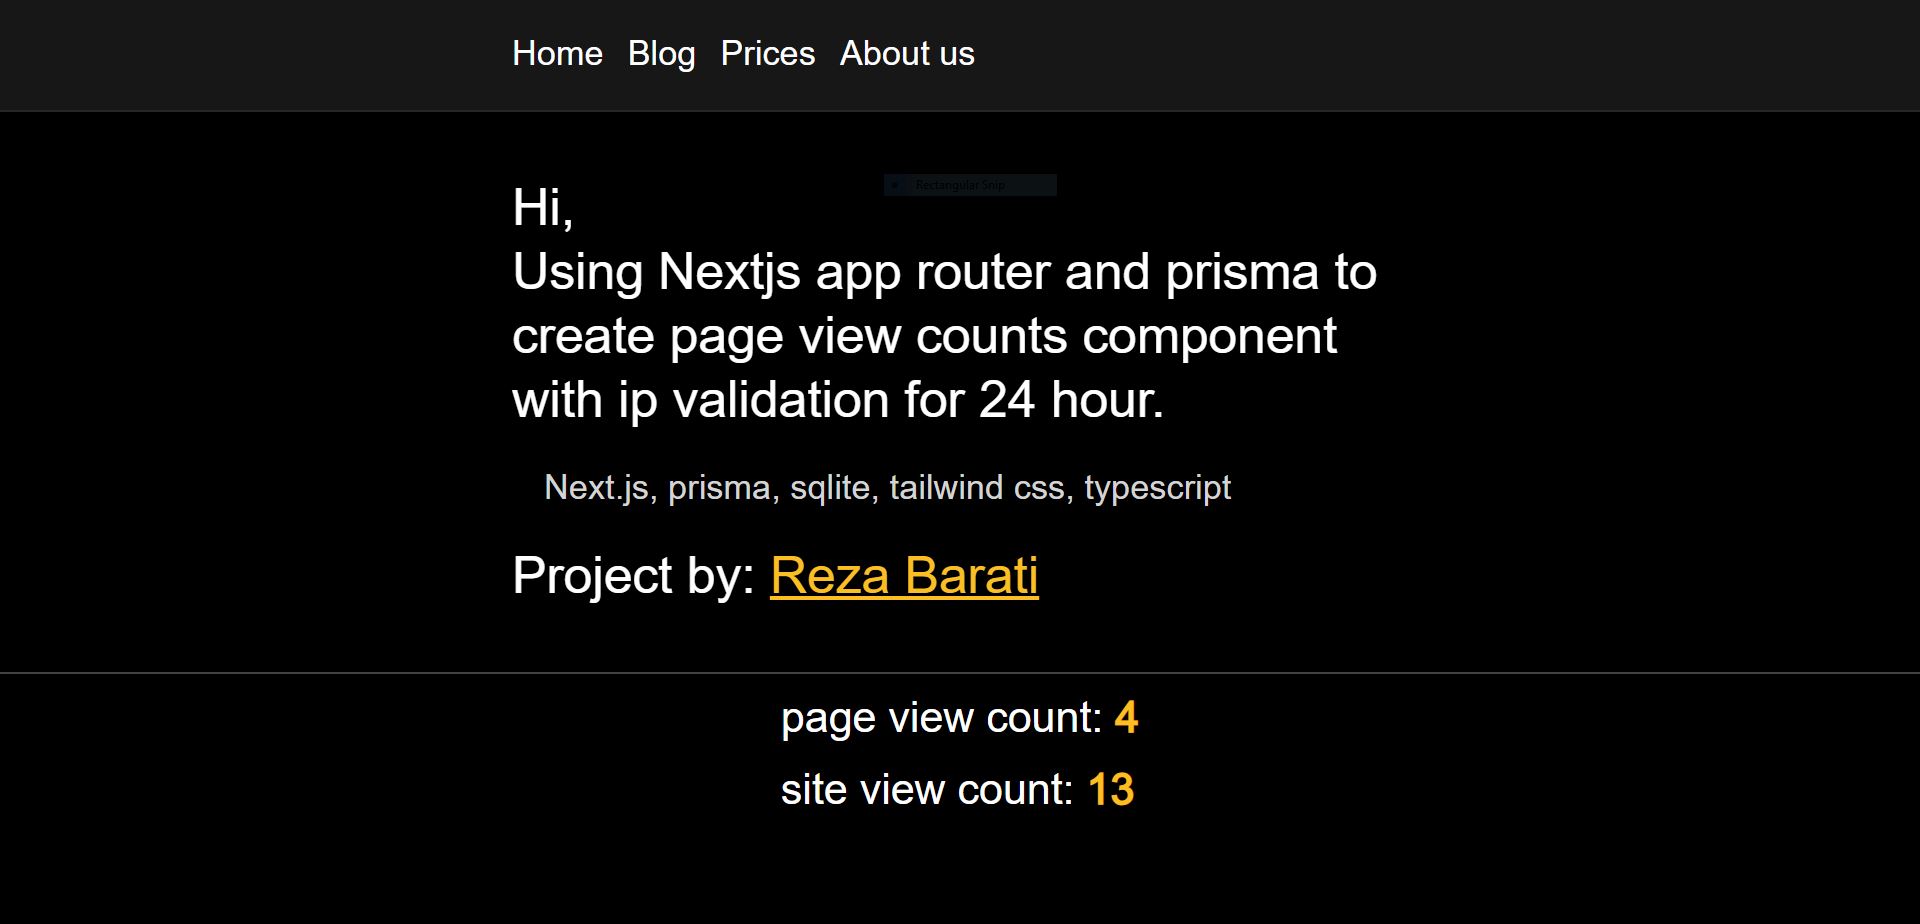 Home Blog Prices About us
Rectangular Snip
Hi,
Using Nextjs app router and prisma to
create page view counts component
with ip validation for 24 hour.
Next.js, prisma, sqlite, tailwind css, typescript
Project by: Reza Barati
page view count: 4
site view count: 13